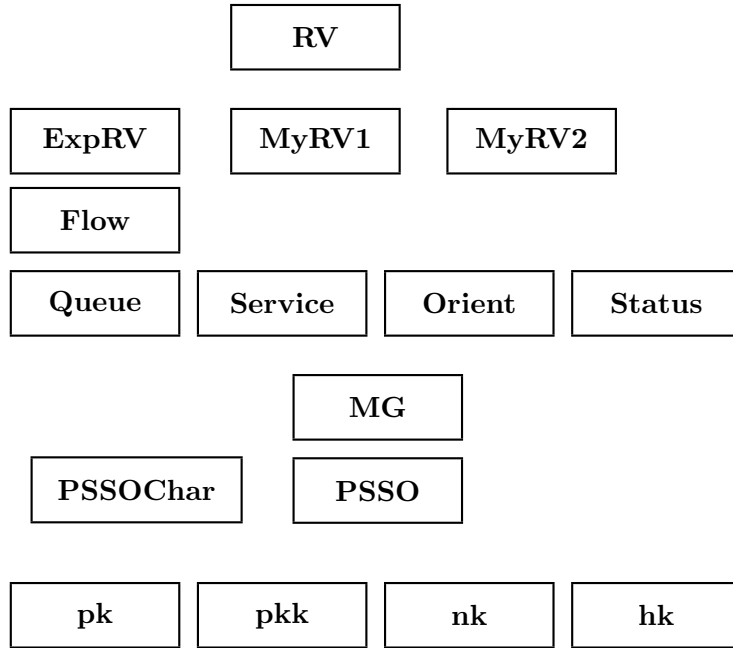 RV
ExpRV MyRV1 MyRV2
Flow
Queue Service Orient Status
MG
PSSOChar PSSO
pk pkk nk hk